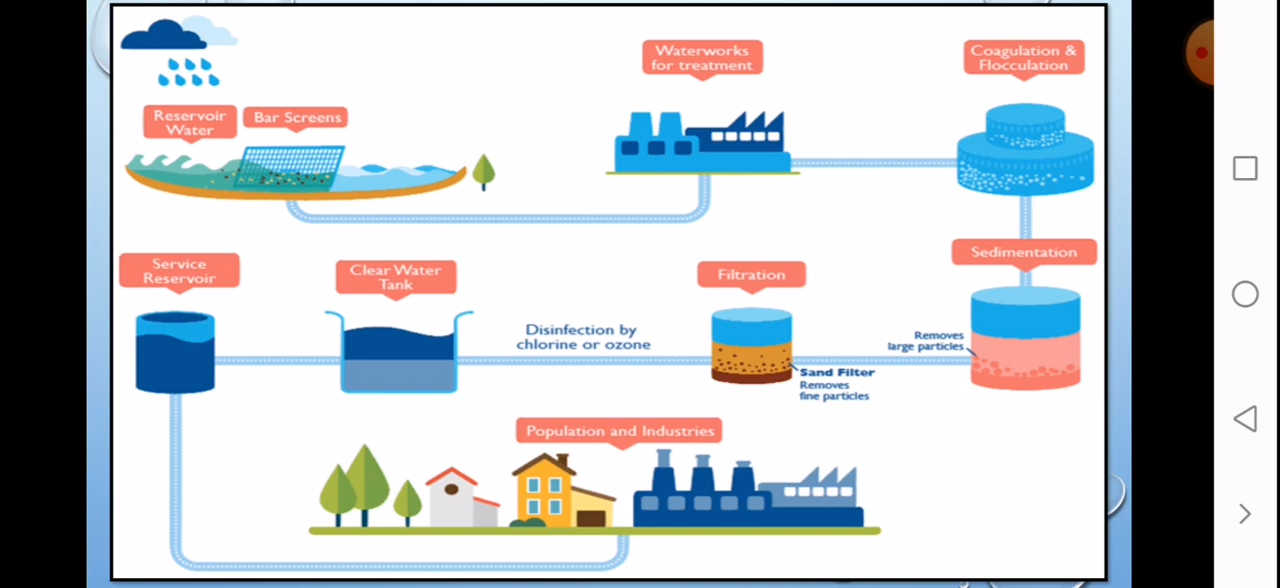 Waterworks
for treatment
Coagulation &
Flocculation
Reservoir
Water
Bar Screens
Service
Reservoir
Clear Water
Tank
Disinfection by
chlorine or ozone
Filtration
Sand Filter
Removes
fine particles
Sedimentation
Removes
large particles
Population and Industries